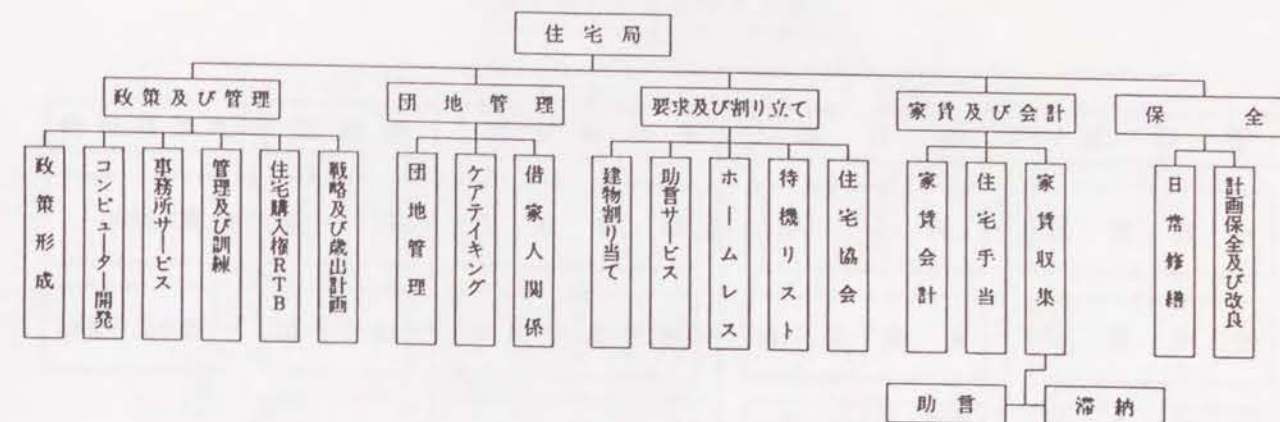 住宅局
政策及び管理
団地管理
要求及び割り立て
家賃及び会計
保全
政策形成
コンピューター開発
事務所サービス
管理及び訓練
住宅購入権RTB
戦略及び歳出計画
団地管理
ケアテイキング
借家人関係
建物割り当て
助言サービス
ホームレス
待機リスト
住宅協会
家賃会計
住宅手当
家賃収集
日常修繕
計画保全及び改良
助言
滞納